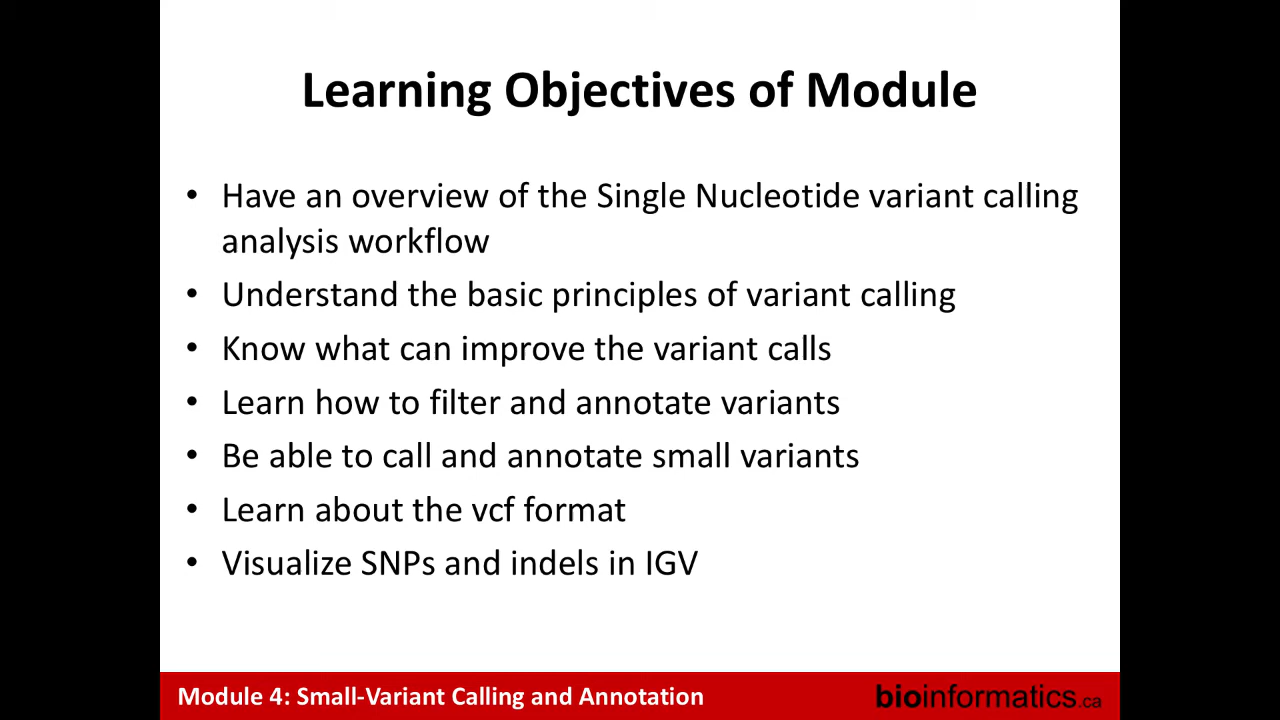 Learning Objectives of Module
• Have an overview of the Single Nucleotide variant calling
analysis workflow
• Understand the basic principles of variant calling
• Know what can improve the variant calls
• Learn how to filter and annotate variants
• Be able to call and annotate small variants
• Learn about the vcf format
• Visualize SNPs and indels in IGV
Module 4: Small-Variant Calling and Annotation
bioinformatics.ca